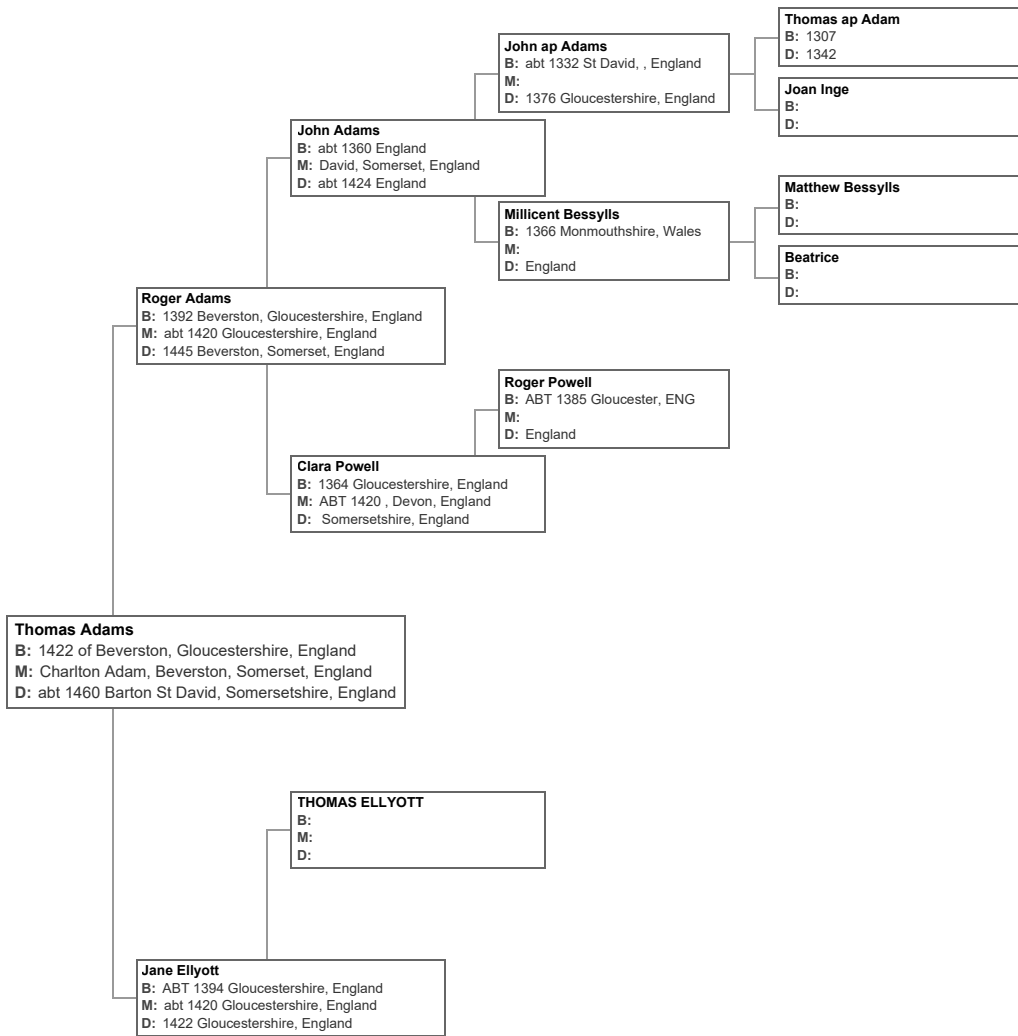 Thomas ap Adam
B: 1307
D: 1342
John ap Adams
B: abt 1332 St David, , England
M:
D: 1376 Gloucestershire, England
Joan Inge
B:
D:
John Adams
B: abt 1360 England
M: David, Somerset, England
D: abt 1424 England
Matthew Bessylls
B:
D:
Millicent Bessylls
B: 1366 Monmouthshire, Wales
M:
D: England
Beatrice
B:
D:
Roger Adams
B: 1392 Beverston, Gloucestershire, England
M: abt 1420 Gloucestershire, England
D: 1445 Beverston, Somerset, England
Roger Powell
B: ABT 1385 Gloucester, ENG
M:
D: England
Clara Powell
B: 1364 Gloucestershire, England
M: ABT 1420 , Devon, England
D: Somersetshire, England
Thomas Adams
B: 1422 of Beverston, Gloucestershire, England
M: Charlton Adam, Beverston, Somerset, England
D: abt 1460 Barton St David, Somersetshire, England
THOMAS ELLYOTT
B:
M:
D:
Jane Ellyott
B: ABT 1394 Gloucestershire, England
M: abt 1420 Gloucestershire, England
D: 1422 Gloucestershire, England